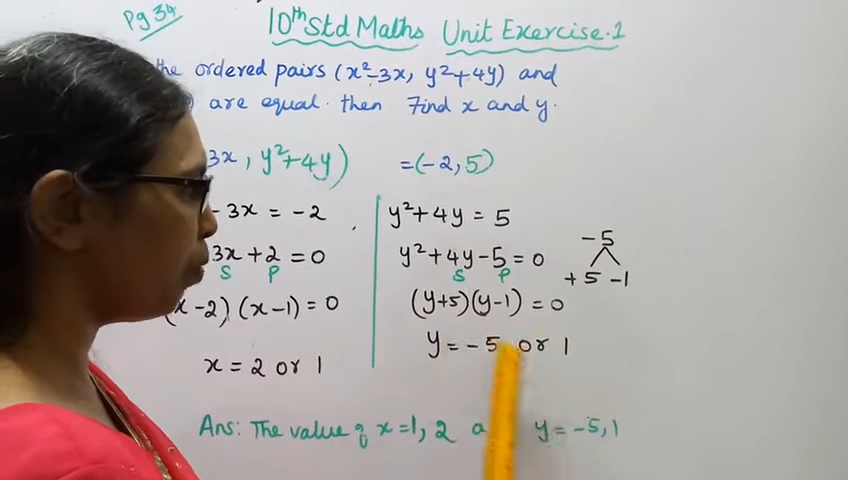 Pg 34
10th Std Maths Unit Exercise.1
the ordered pairs (x²-3x, y²+4y) and
are equal. then Find x and y.
3x, y²+4y) =(-2,5)
- 3x = -2
3x+2=0
S P
(x-2)(x-1)=0
x = 2 or 1
y²+4y = 5
y²+4y-5=0
S P
(y+5)(y-1)=0
y = -5 or 1
-5
+5 -1
Ans: The value of x=1,2 y=-5,1